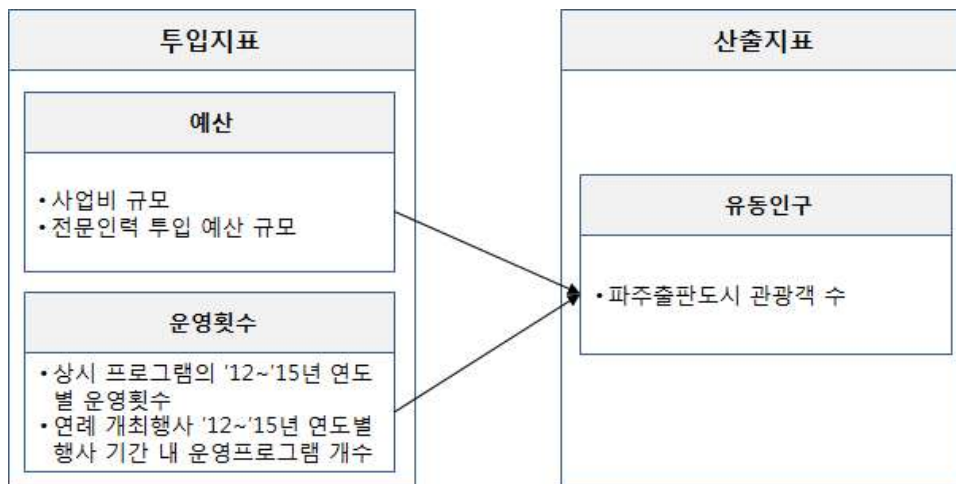 투입지표
예산
• 사업비 규모
• 전문인력 투입 예산 규모
운영횟수
• 상시 프로그램의 '12~'15년 연도
별 운영횟수
• 연례 개최행사 '12~'15년 연도별
행사 기간 내 운영프로그램 개수
산출지표
유동인구
• 파주출판도시 관광객 수